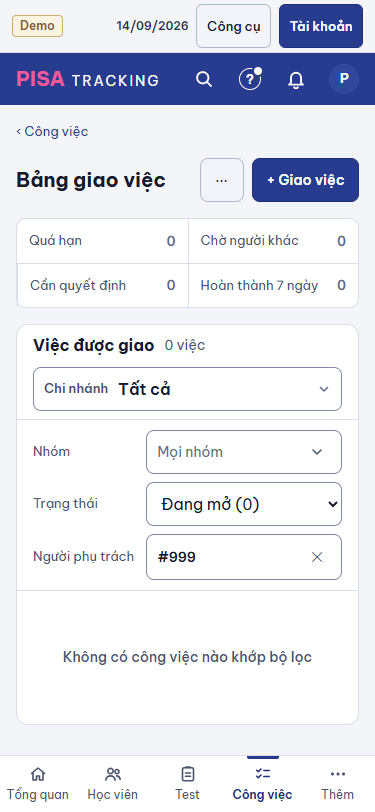 Demo 14/09/2026 Công cụ Tài khoản
PISA TRACKING ? P
‹ Công việc
Bảng giao việc ... + Giao việc
Quá hạn 0 Chờ người khác 0
Cần quyết định 0 Hoàn thành 7 ngày 0
Việc được giao 0 việc
Chi nhánh Tất cả
Nhóm Mọi nhóm
Trạng thái Đang mở (0)
Người phụ trách #999
Không có công việc nào khớp bộ lọc
Tổng quan Học viên Test Công việc Thêm